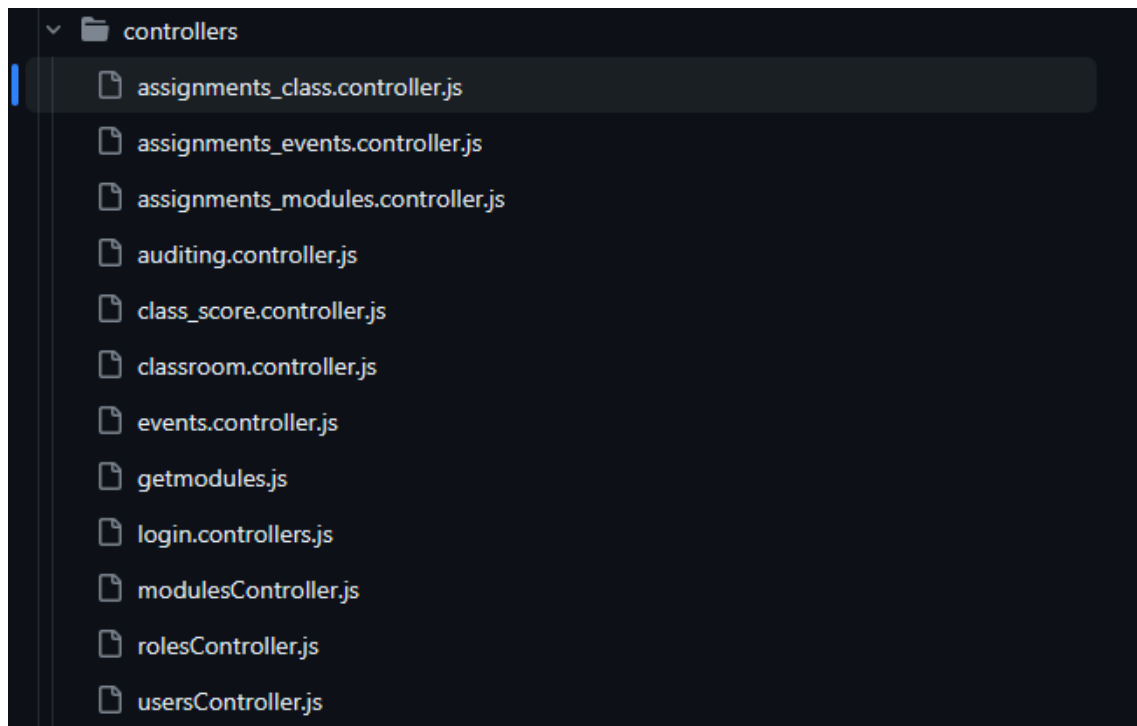 controllers
assignments_class.controller.js
assignments_events.controller.js
assignments_modules.controller.js
auditing.controller.js
class_score.controller.js
classroom.controller.js
events.controller.js
getmodules.js
login.controllers.js
modulesController.js
rolesController.js
usersController.js